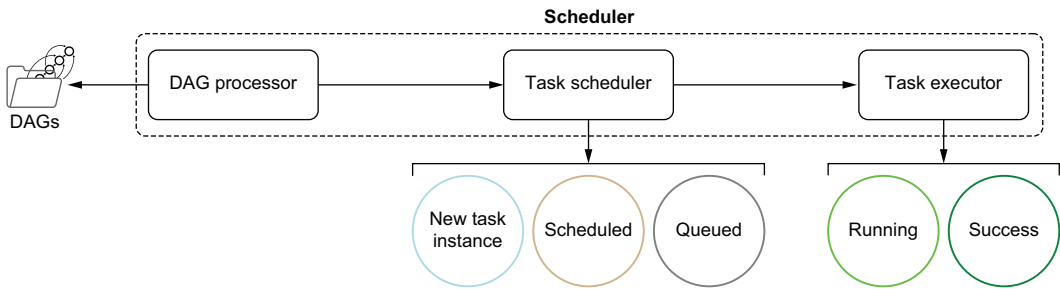 Scheduler
DAG processor
Task scheduler
Task executor
DAGs
New task
instance
Scheduled
Queued
Running
Success